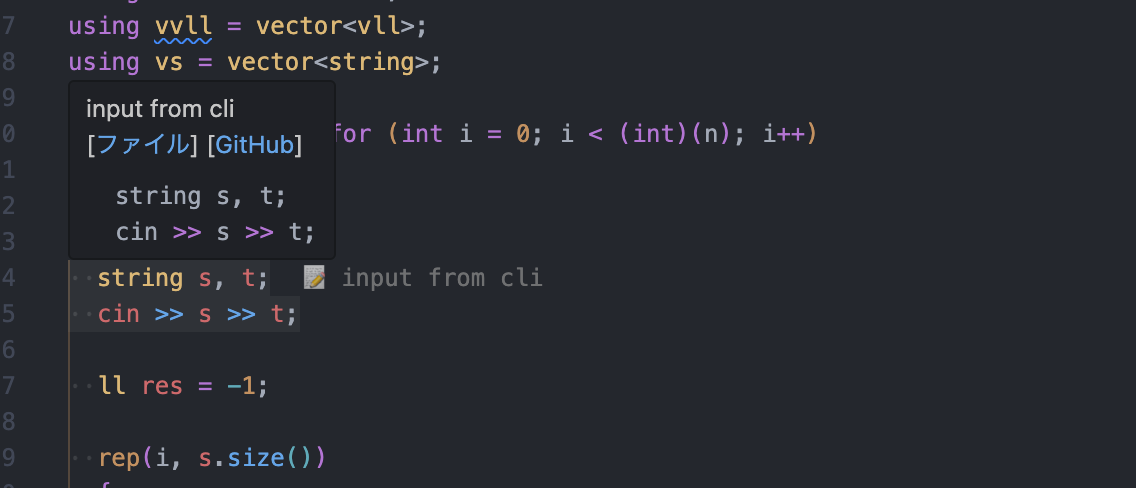 7 using vvll = vector<vll>;
8 using vs = vector<string>;
9
0 for (int i = 0; i < (int)(n); i++)
1
2
3
input from cli
[ファイル] [GitHub]
string s, t;
cin >> s >> t;
4 string s, t; 📝 input from cli
5 cin >> s >> t;
6
7 ll res = -1;
8
9 rep(i, s.size())